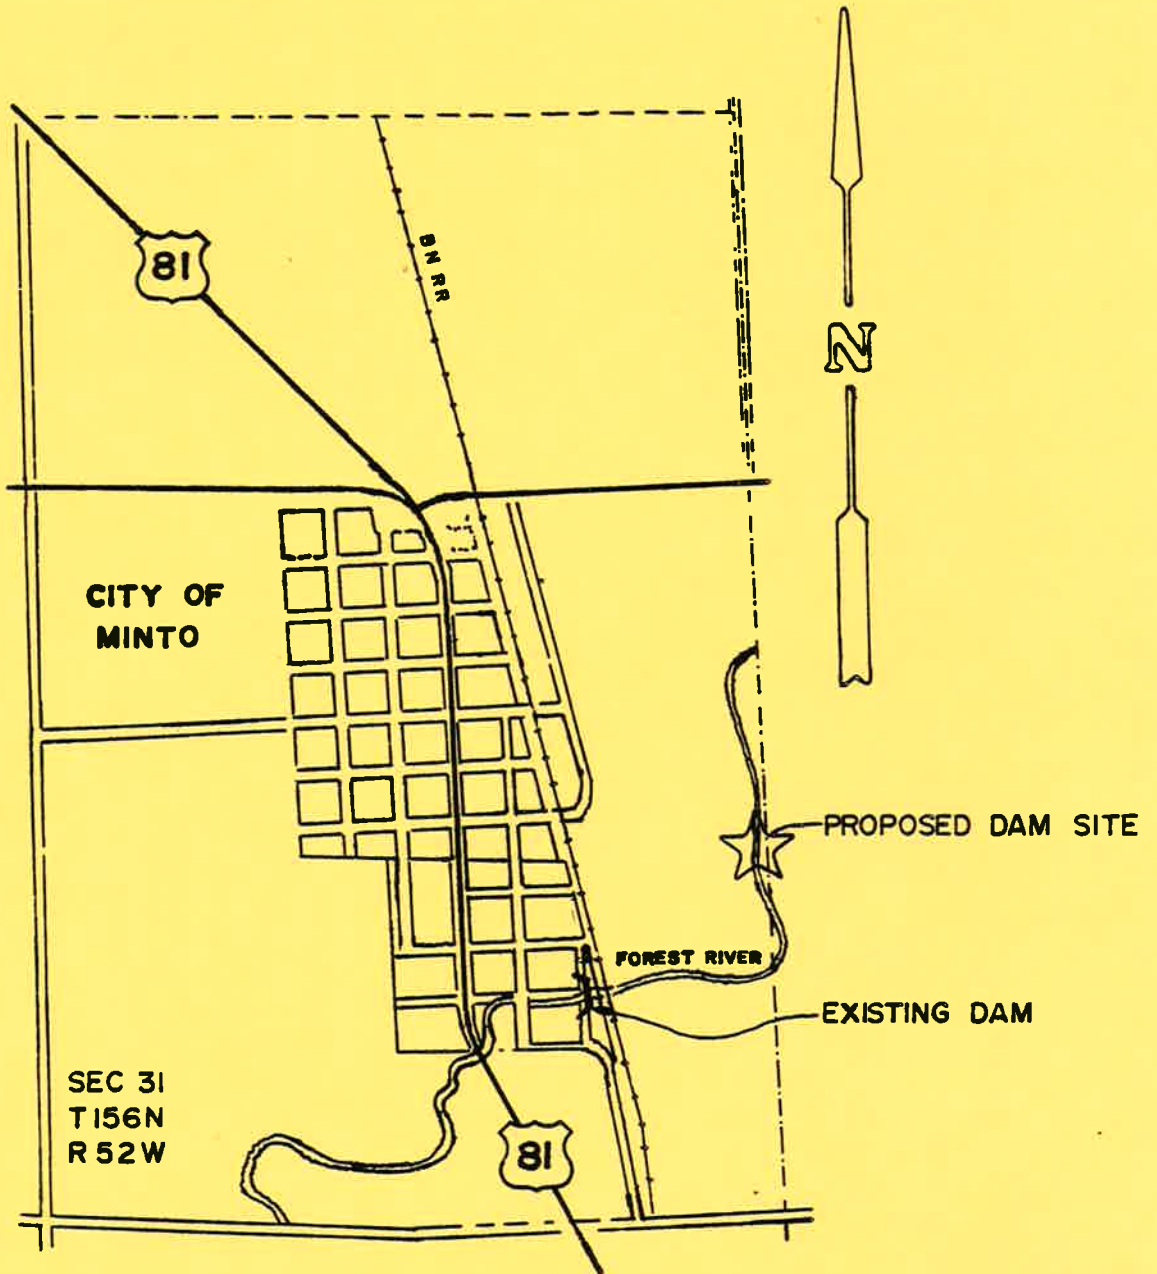 81
BN RR
N
CITY OF
MINTO
PROPOSED DAM SITE
FOREST RIVER
EXISTING DAM
SEC 31
T156N
R52W
81